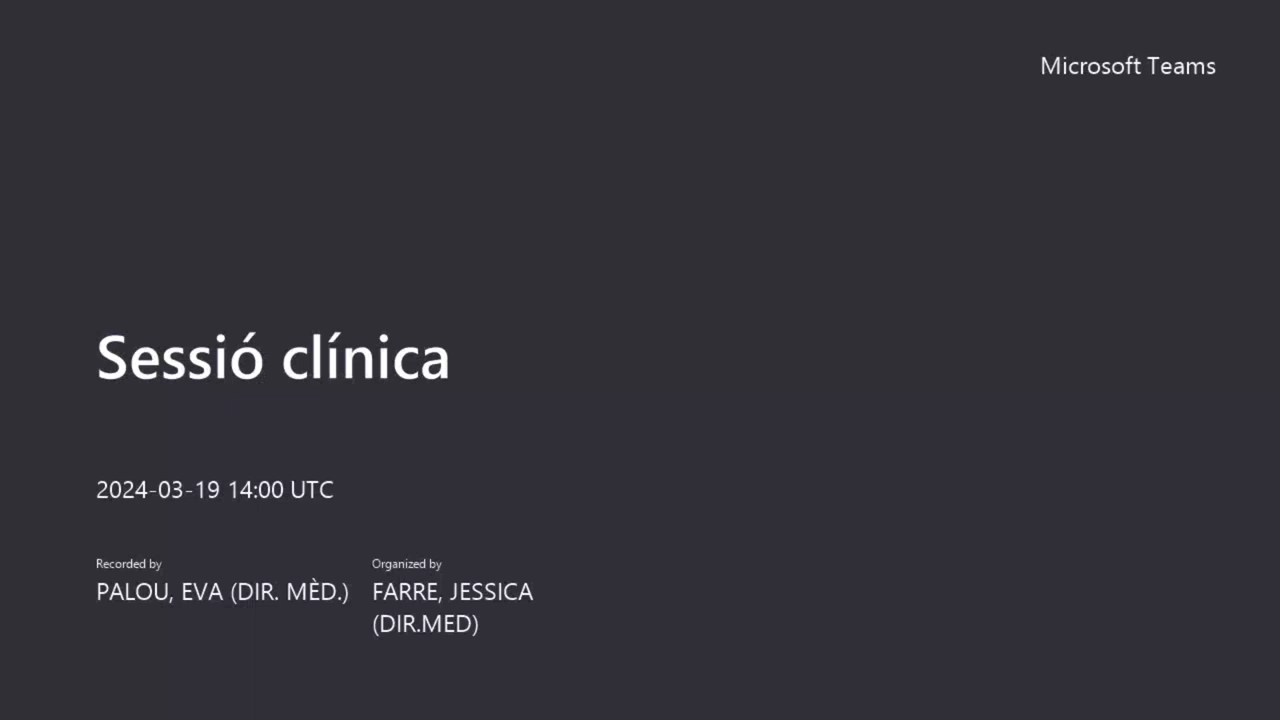 Microsoft Teams
Sessió clínica
2024-03-19 14:00 UTC
Recorded by
PALOU, EVA (DIR. MÈD.)
Organized by
FARRE, JESSICA
(DIR.MED)